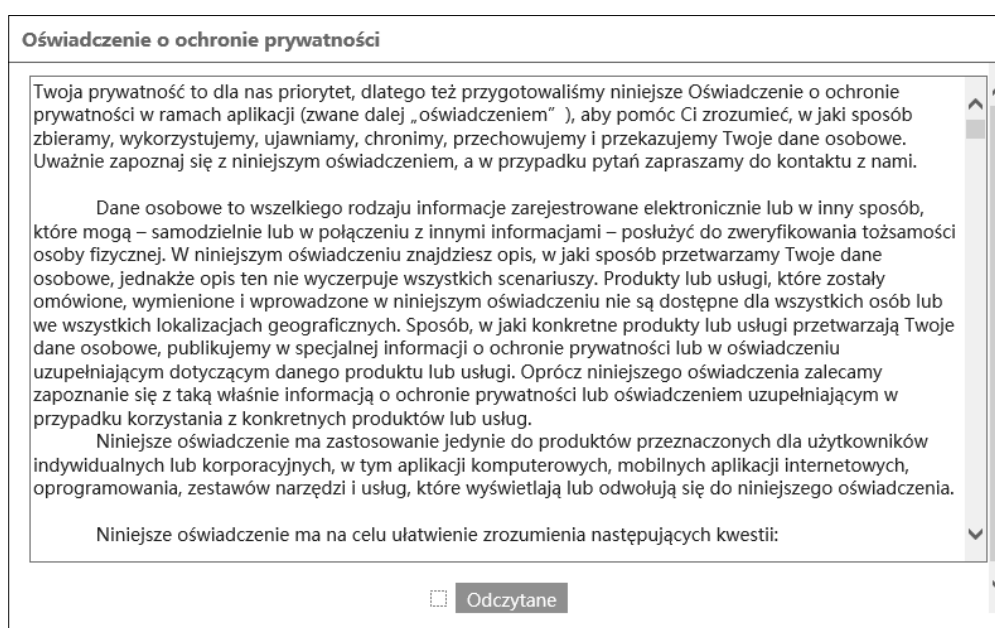 Oświadczenie o ochronie prywatności
Twoja prywatność to dla nas priorytet, dlatego też przygotowaliśmy niniejsze Oświadczenie o ochronie
prywatności w ramach aplikacji (zwane dalej „oświadczeniem" ), aby pomóc Ci zrozumieć, w jaki sposób
zbieramy, wykorzystujemy, ujawniamy, chronimy, przechowujemy i przekazujemy Twoje dane osobowe.
Uważnie zapoznaj się z niniejszym oświadczeniem, a w przypadku pytań zapraszamy do kontaktu z nami.
Dane osobowe to wszelkiego rodzaju informacje zarejestrowane elektronicznie lub w inny sposób,
które mogą – samodzielnie lub w połączeniu z innymi informacjami – posłużyć do zweryfikowania tożsamości
osoby fizycznej. W niniejszym oświadczeniu znajdziesz opis, w jaki sposób przetwarzamy Twoje dane
osobowe, jednakże opis ten nie wyczerpuje wszystkich scenariuszy. Produkty lub usługi, które zostały
omówione, wymienione i wprowadzone w niniejszym oświadczeniu nie są dostępne dla wszystkich osób lub
we wszystkich lokalizacjach geograficznych. Sposób, w jaki konkretne produkty lub usługi przetwarzają Twoje
dane osobowe, publikujemy w specjalnej informacji o ochronie prywatności lub w oświadczeniu
uzupełniającym dotyczącym danego produktu lub usługi. Oprócz niniejszego oświadczenia zalecamy
zapoznanie się z taką właśnie informacją o ochronie prywatności lub oświadczeniem uzupełniającym w
przypadku korzystania z konkretnych produktów lub usług.
Niniejsze oświadczenie ma zastosowanie jedynie do produktów przeznaczonych dla użytkowników
indywidualnych lub korporacyjnych, w tym aplikacji komputerowych, mobilnych aplikacji internetowych,
oprogramowania, zestawów narzędzi i usług, które wyświetlają lub odwołują się do niniejszego oświadczenia.
Niniejsze oświadczenie ma na celu ułatwienie zrozumienia następujących kwestii:
Odczytane